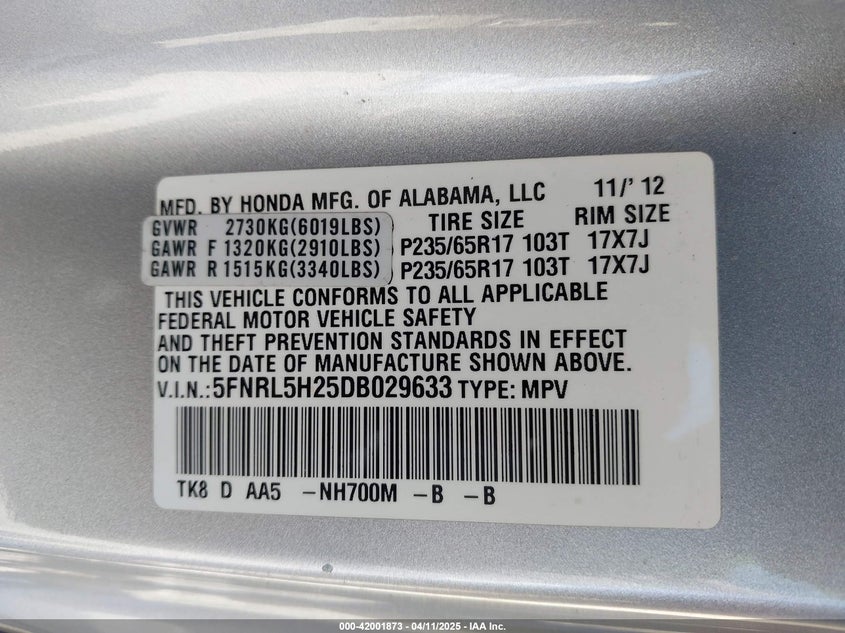 MFD. BY HONDA MFG. OF ALABAMA, LLC 11/' 12
GVWR 2730KG(6019LBS) TIRE SIZE RIM SIZE
GAWR F 1320KG(2910LBS) P235/65R17 103T 17X7J
GAWR R 1515KG(3340LBS) P235/65R17 103T 17X7J
THIS VEHICLE CONFORMS TO ALL APPLICABLE
FEDERAL MOTOR VEHICLE SAFETY
AND THEFT PREVENTION STANDARDS IN EFFECT
ON THE DATE OF MANUFACTURE SHOWN ABOVE.
V.I.N.: 5FNRL5H25DB029633 TYPE: MPV
TK8 D AA5 -NH700M -B -B
000-42001873 - 04/11/2025 - IAA Inc.